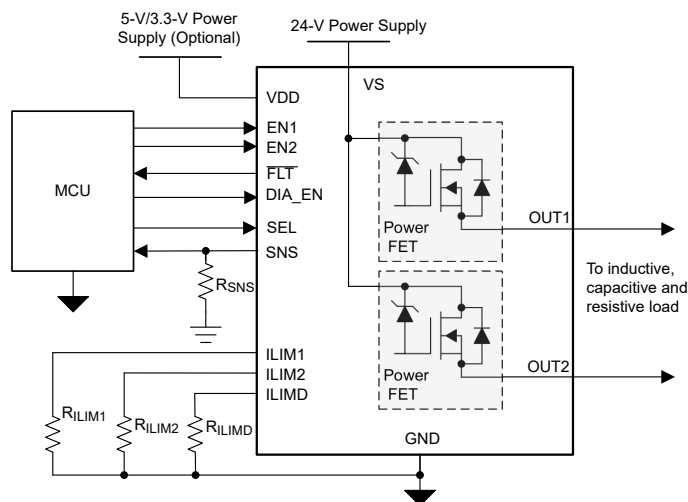 5-V/3.3-V Power
Supply (Optional)
24-V Power Supply
VS
VDD
EN1
EN2
FLT
DIA_EN
SEL
SNS
MCU
RSNS
Power
FET
OUT1
To inductive,
capacitive and
resistive load
Power
FET
OUT2
ILIM1
ILIM2
ILIMD
RILIM1
RILIM2
RILIMD
GND